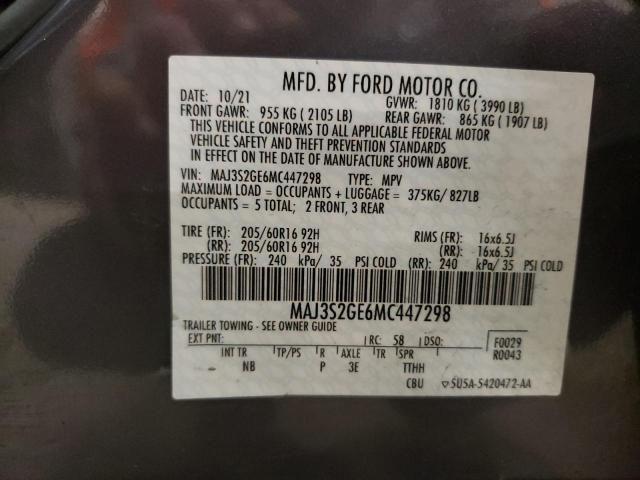 MFD. BY FORD MOTOR CO.
DATE: 10/21 GVWR: 1810 KG (3990 LB)
FRONT GAWR: 955 KG (2105 LB) REAR GAWR: 865 KG (1907 LB)
THIS VEHICLE CONFORMS TO ALL APPLICABLE FEDERAL MOTOR
VEHICLE SAFETY AND THEFT PREVENTION STANDARDS
IN EFFECT ON THE DATE OF MANUFACTURE SHOWN ABOVE.
VIN: MAJ3S2GE6MC447298 TYPE: MPV
MAXIMUM LOAD = OCCUPANTS + LUGGAGE = 375KG/ 827LB
OCCUPANTS = 5 TOTAL; 2 FRONT, 3 REAR
TIRE (FR): 205/60R16 92H RIMS (FR): 16x6.5J
(RR): 205/60R16 92H (RR): 16x6.5J
PRESSURE (FR): 240 kPa/ 35 PSI COLD (RR): 240 kPa/ 35 PSI COLD
MAJ3S2GE6MC447298
TRAILER TOWING - SEE OWNER GUIDE
EXT PNT: RC: 58 DSO: F0029
R0043
INT TR TP/PS R AXLE TR SPR
NB P 3E TTHH
CBU ▽5U5A-5420472-AA